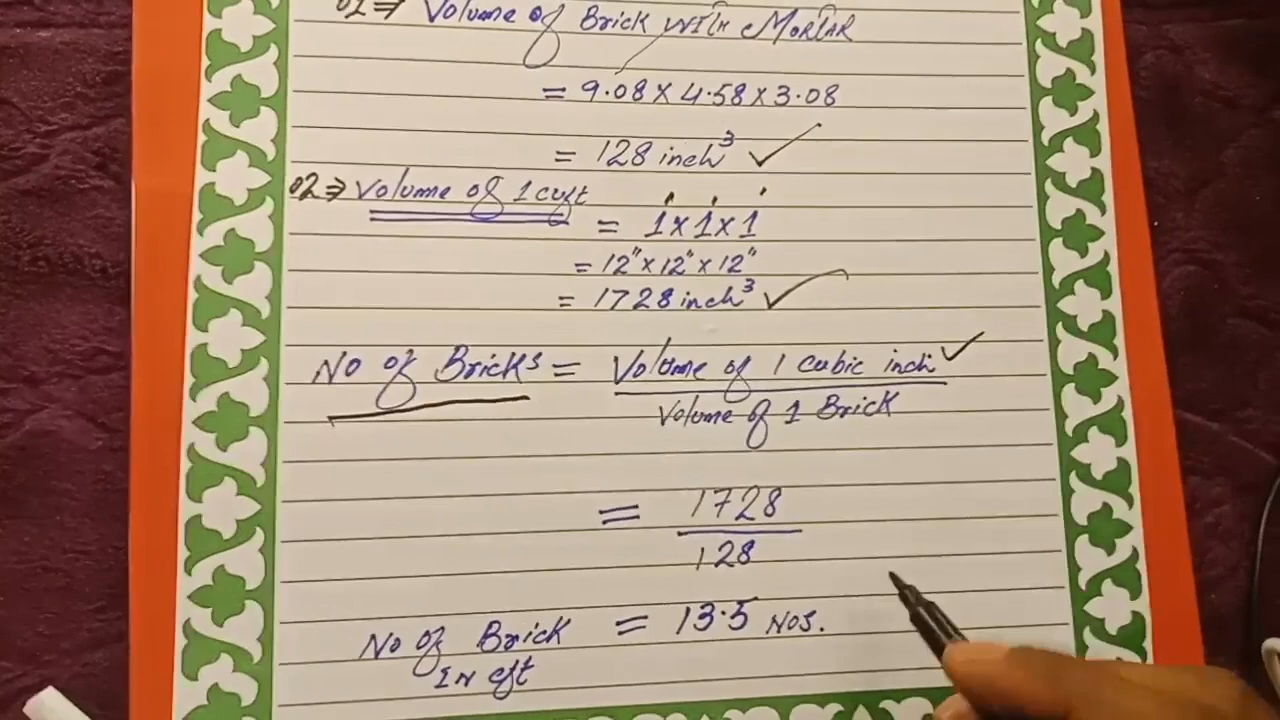 01⇒ Volume of Brick WITH MORTAR
= 9.08 × 4.58 × 3.08
= 128 inch³ ✓
02⇒ Volume of 1 cuft
= 1' × 1' × 1'
= 12" × 12" × 12"
= 1728 inch³ ✓
No of Bricks = Volume of 1 cubic inch ✓
Volume of 1 Brick
= 1728
128
No of Brick = 13.5 NOS.
IN cft